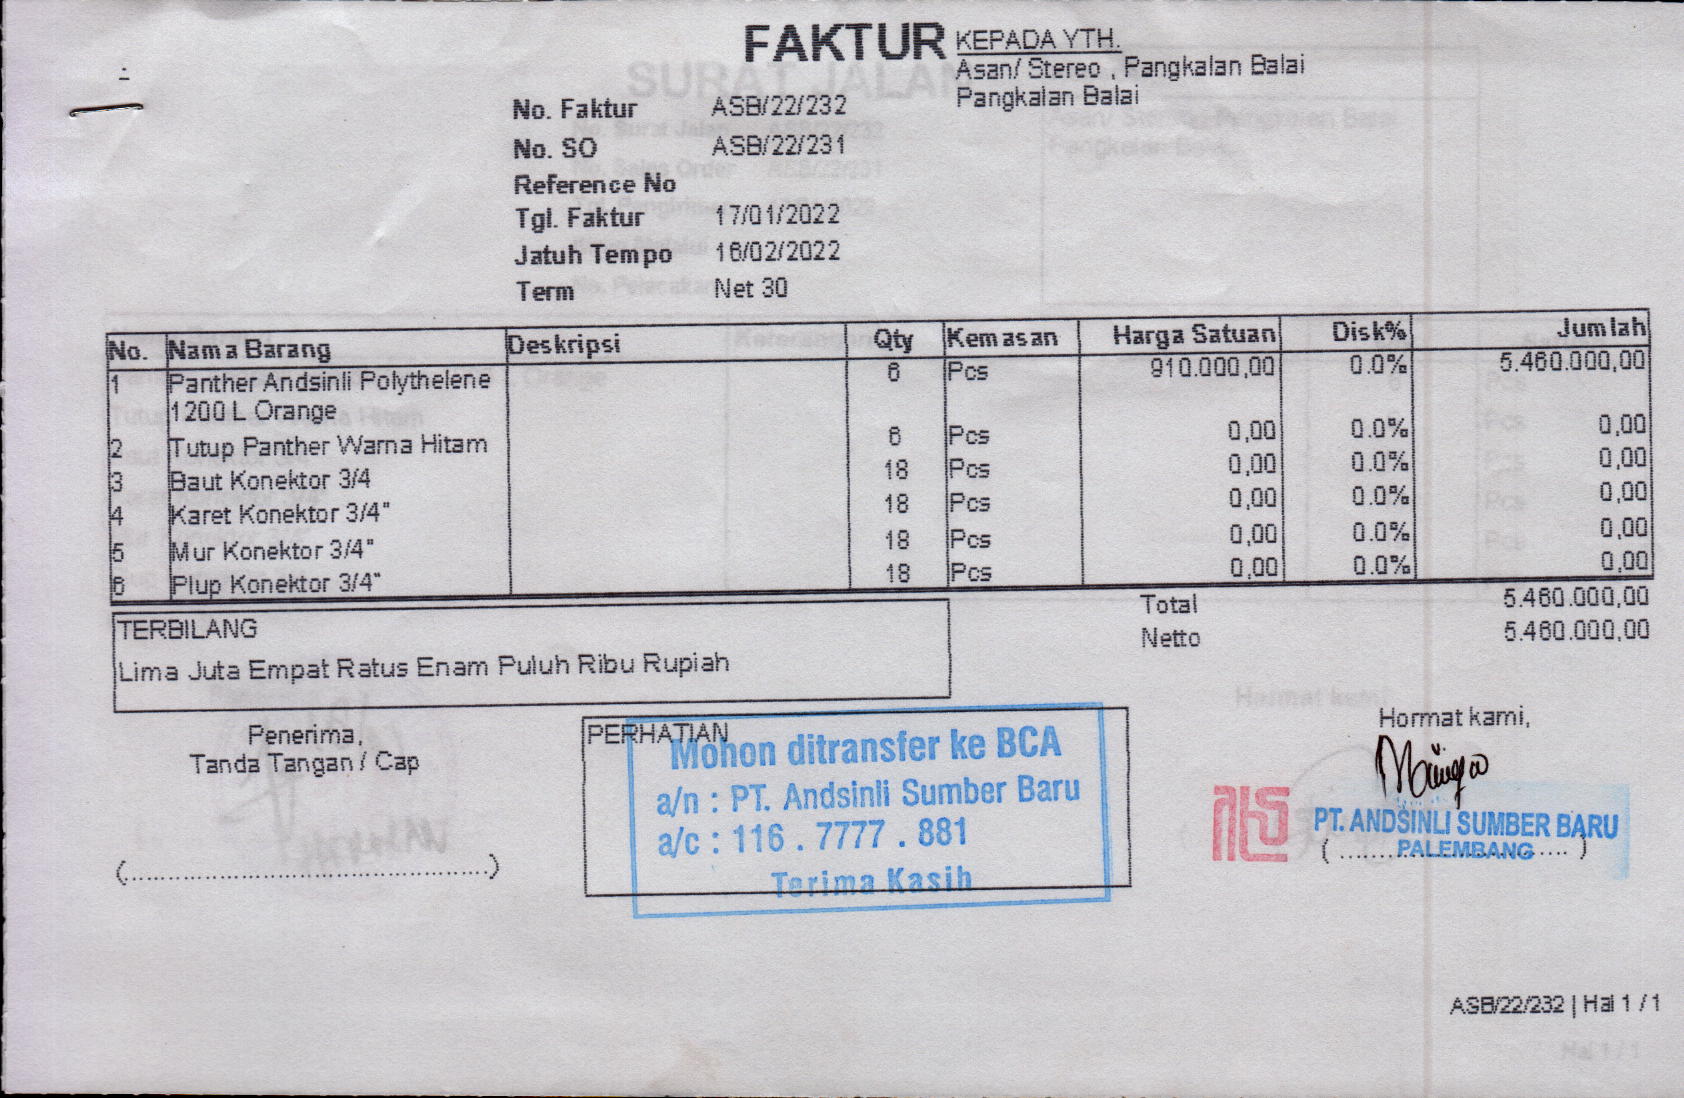 FAKTUR
KEPADA YTH.
Asan/ Stereo , Pangkalan Balai
Pangkalan Balai
No. Faktur ASB/22/232
No. SO ASB/22/231
Reference No
Tgl. Faktur 17/01/2022
Jatuh Tempo 16/02/2022
Term Net 30
No. Nama Barang Deskripsi Qty Kemasan Harga Satuan Disk% Jumlah
1 Panther Andsinli Polythelene 6 Pcs 910.000,00 0.0% 5.460.000,00
1200 L Orange
2 Tutup Panther Warna Hitam 6 Pcs 0,00 0.0% 0,00
3 Baut Konektor 3/4 18 Pcs 0,00 0.0% 0,00
4 Karet Konektor 3/4" 18 Pcs 0,00 0.0% 0,00
5 Mur Konektor 3/4" 18 Pcs 0,00 0.0% 0,00
6 Plup Konektor 3/4" 18 Pcs 0,00 0.0% 0,00
Total 5.460.000,00
Netto 5.460.000,00
TERBILANG
Lima Juta Empat Ratus Enam Puluh Ribu Rupiah
Penerima,
Tanda Tangan / Cap
(................................................)
PERHATIAN
Mohon ditransfer ke BCA
a/n : PT. Andsinli Sumber Baru
a/c : 116 . 7777 . 881
Terima Kasih
Hormat kami,
PT. ANDSINLI SUMBER BARU
PALEMBANG
ASB/22/232 | Hal 1 / 1